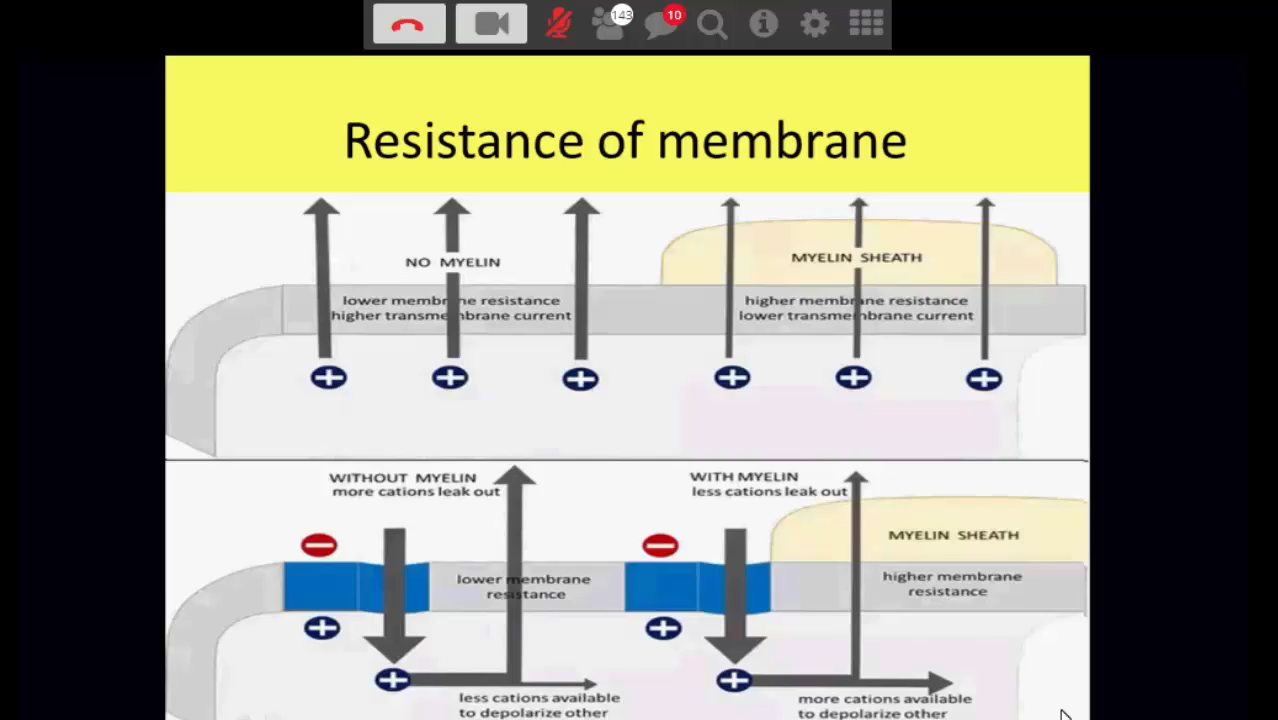 143
10
Resistance of membrane
NO MYELIN
MYELIN SHEATH
lower membrane resistance
higher transmembrane current
higher membrane resistance
lower transmembrane current
WITHOUT MYELIN
more cations leak out
WITH MYELIN
less cations leak out
MYELIN SHEATH
lower membrane
resistance
higher membrane
resistance
less cations available
to depolarize other
more cations available
to depolarize other